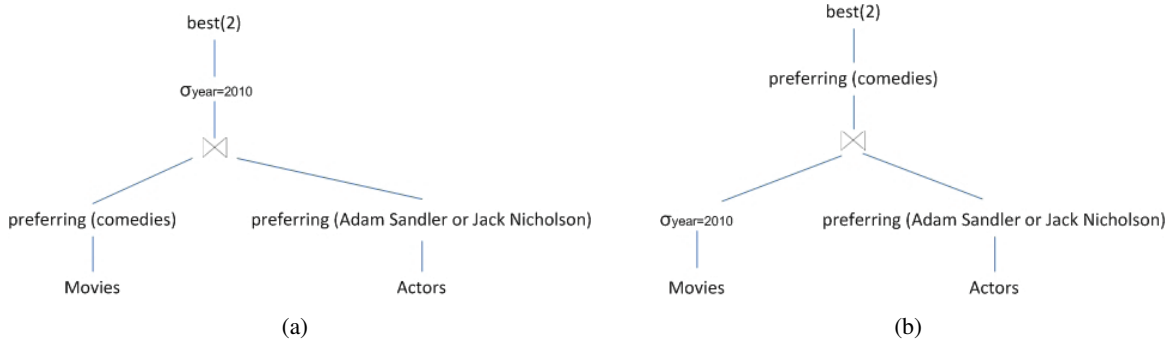 best(2)
σyear=2010
preferring (comedies)
preferring (Adam Sandler or Jack Nicholson)
Movies
Actors
(a)
best(2)
preferring (comedies)
σyear=2010
preferring (Adam Sandler or Jack Nicholson)
Movies
Actors
(b)